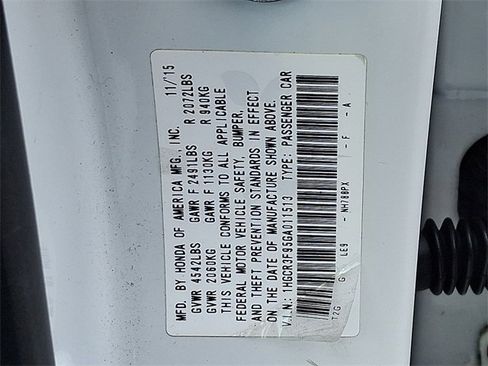 MFD. BY HONDA OF AMERICA MFG., INC. 11/15
GVWR 4542LBS GAWR F 2491LBS R 2072LBS
GVWR 2060KG GAWR F 1130KG R 940KG
THIS VEHICLE CONFORMS TO ALL APPLICABLE
FEDERAL MOTOR VEHICLE SAFETY, BUMPER,
AND THEFT PREVENTION STANDARDS IN EFFECT
ON THE DATE OF MANUFACTURE SHOWN ABOVE.
V.I.N.: 1HGCR3F95GA011513 TYPE: PASSENGER CAR
T2G G LE9 - NH788PX - F - A